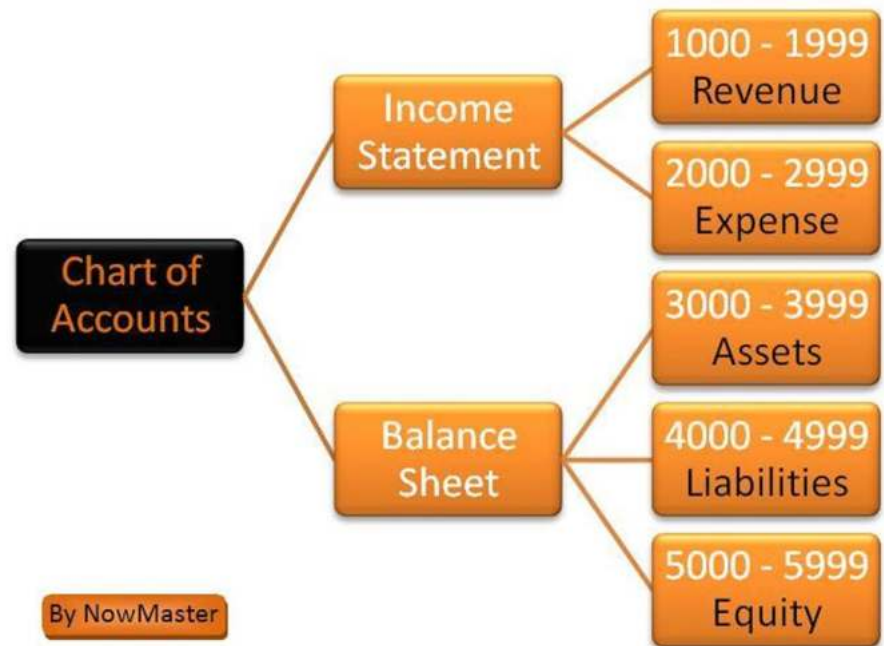 Chart of
Accounts
Income
Statement
1000 - 1999
Revenue
2000 - 2999
Expense
Balance
Sheet
3000 - 3999
Assets
4000 - 4999
Liabilities
5000 - 5999
Equity
By NowMaster